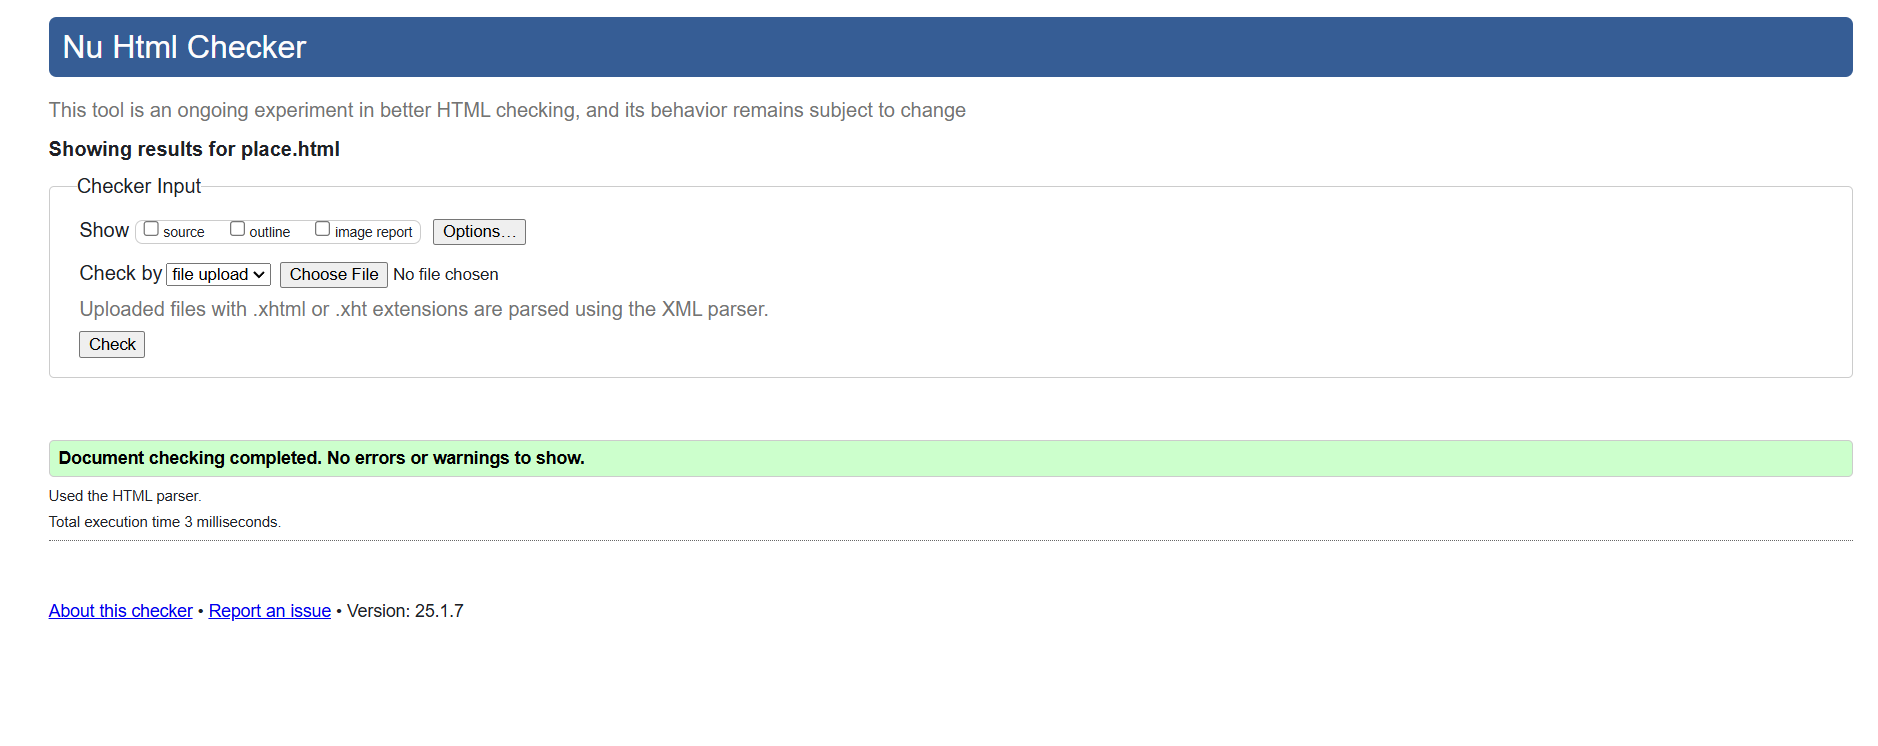 Nu Html Checker
This tool is an ongoing experiment in better HTML checking, and its behavior remains subject to change
Showing results for place.html
Checker Input
Show source outline image report Options…
Check by file upload Choose File No file chosen
Uploaded files with .xhtml or .xht extensions are parsed using the XML parser.
Check
Document checking completed. No errors or warnings to show.
Used the HTML parser.
Total execution time 3 milliseconds.
About this checker • Report an issue • Version: 25.1.7